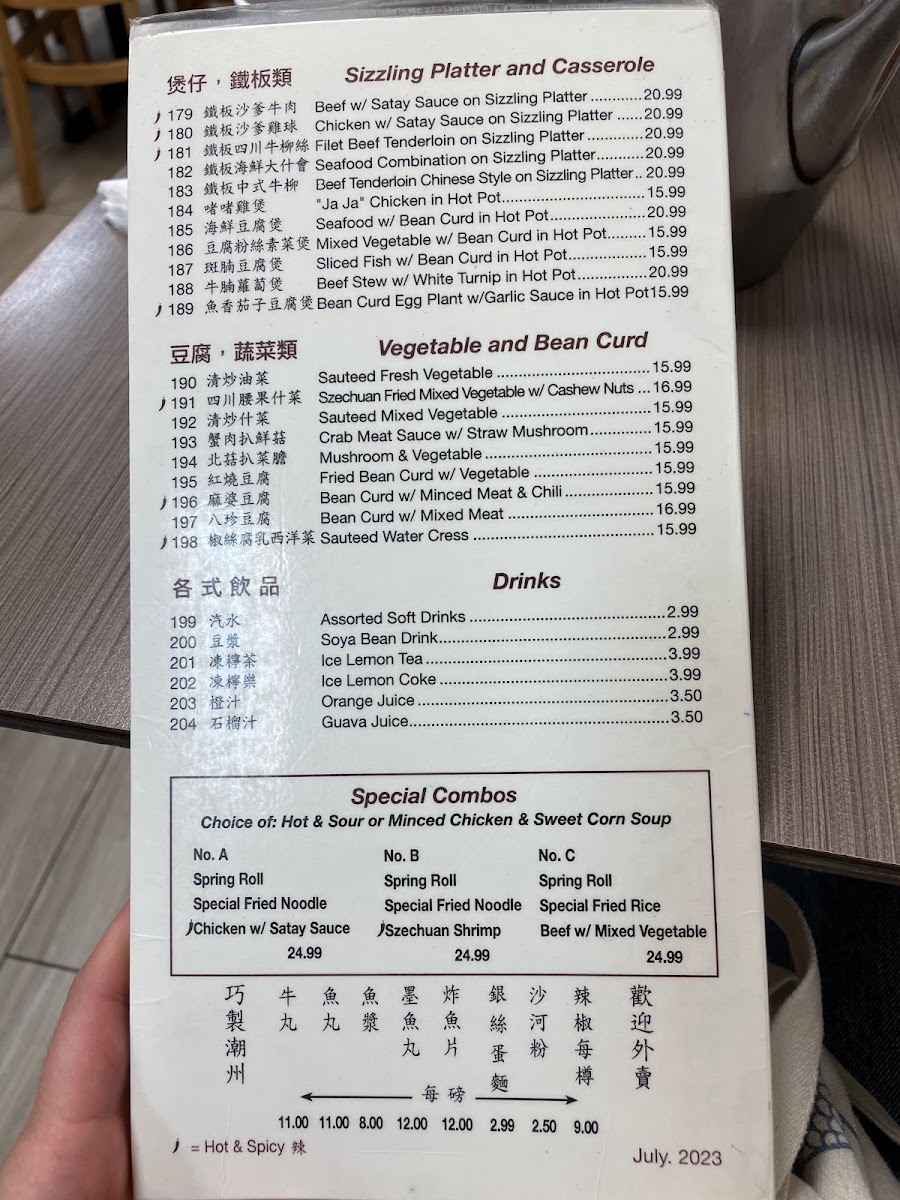 煲仔，鐵板類 Sizzling Platter and Casserole
179 鐵板沙爹牛肉 Beef w/ Satay Sauce on Sizzling Platter ............20.99
180 鐵板沙爹雞球 Chicken w/ Satay Sauce on Sizzling Platter ......20.99
181 鐵板四川牛柳絲 Filet Beef Tenderloin on Sizzling Platter .............20.99
182 鐵板海鮮大什會 Seafood Combination on Sizzling Platter...........20.99
183 鐵板中式牛柳 Beef Tenderloin Chinese Style on Sizzling Platter.. 20.99
184 啫啫雞煲 "Ja Ja" Chicken in Hot Pot................................15.99
185 海鮮豆腐煲 Seafood w/ Bean Curd in Hot Pot......................20.99
186 豆腐粉絲素菜煲 Mixed Vegetable w/ Bean Curd in Hot Pot.........15.99
187 斑腩豆腐煲 Sliced Fish w/ Bean Curd in Hot Pot..................15.99
188 牛腩蘿蔔煲 Beef Stew w/ White Turnip in Hot Pot................20.99
189 魚香茄子豆腐煲 Bean Curd Egg Plant w/Garlic Sauce in Hot Pot15.99
豆腐，蔬菜類 Vegetable and Bean Curd
190 清炒油菜 Sauteed Fresh Vegetable ...................................15.99
191 四川腰果什菜 Szechuan Fried Mixed Vegetable w/ Cashew Nuts ...16.99
192 清炒什菜 Sauteed Mixed Vegetable ..................................15.99
193 蟹肉扒鮮菇 Crab Meat Sauce w/ Straw Mushroom.............15.99
194 北菇扒菜膽 Mushroom & Vegetable ................................15.99
195 紅燒豆腐 Fried Bean Curd w/ Vegetable ..........................15.99
196 麻婆豆腐 Bean Curd w/ Minced Meat & Chili ...................15.99
197 八珍豆腐 Bean Curd w/ Mixed Meat ................................16.99
198 椒絲腐乳西洋菜 Sauteed Water Cress .........................................15.99
各式飲品 Drinks
199 汽水 Assorted Soft Drinks ...........................................2.99
200 豆漿 Soya Bean Drink..................................................2.99
201 凍檸茶 Ice Lemon Tea ....................................................3.99
202 凍檸樂 Ice Lemon Coke ..................................................3.99
203 橙汁 Orange Juice ......................................................3.50
204 石榴汁 Guava Juice.........................................................3.50
Special Combos
Choice of: Hot & Sour or Minced Chicken & Sweet Corn Soup
No. A
Spring Roll
Special Fried Noodle
Chicken w/ Satay Sauce
24.99
No. B
Spring Roll
Special Fried Noodle
Szechuan Shrimp
24.99
No. C
Spring Roll
Special Fried Rice
Beef w/ Mixed Vegetable
24.99
巧製潮州
牛丸
魚丸
魚漿
墨魚丸
炸魚片
銀絲蛋麵
沙河粉
辣椒每樽
歡迎外賣
每磅
11.00 11.00 8.00 12.00 12.00 2.99 2.50 9.00
= Hot & Spicy 辣
July. 2023